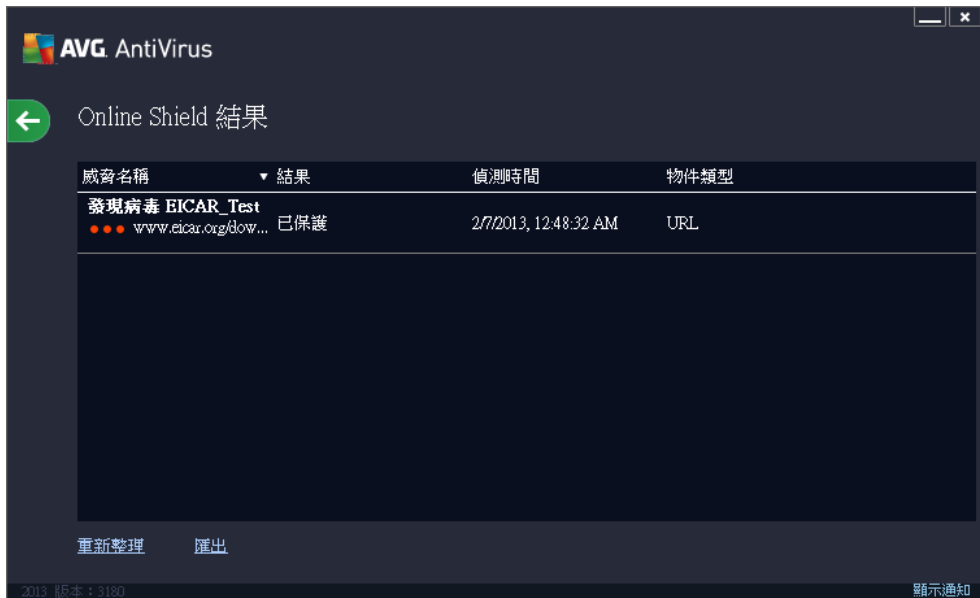 AVG. AntiVirus
Online Shield 結果
威脅名稱 ▼ 結果 偵測時間 物件類型
發現病毒 EICAR_Test
••• www.eicar.org/dow... 已保護 2/7/2013, 12:48:32 AM URL
重新整理 匯出
2013 版本：3180 顯示通知